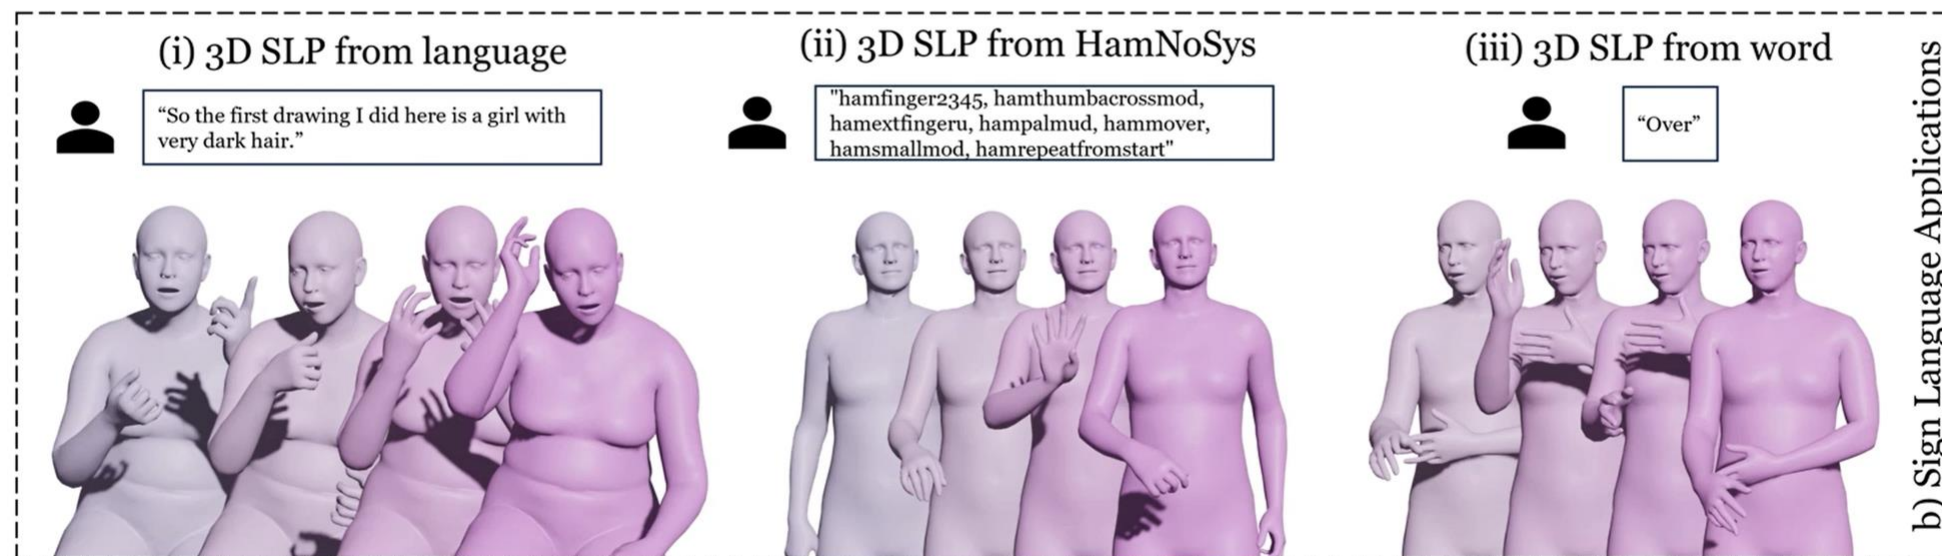 (i) 3D SLP from language
“So the first drawing I did here is a girl with
very dark hair.”
(ii) 3D SLP from HamNoSys
"hamfinger2345, hamthumbacrossmod,
hamextfingeru, hampalmud, hammover,
hamsmallmod, hamrepeatfromstart"
(iii) 3D SLP from word
“Over”
b) Sign Language Applications